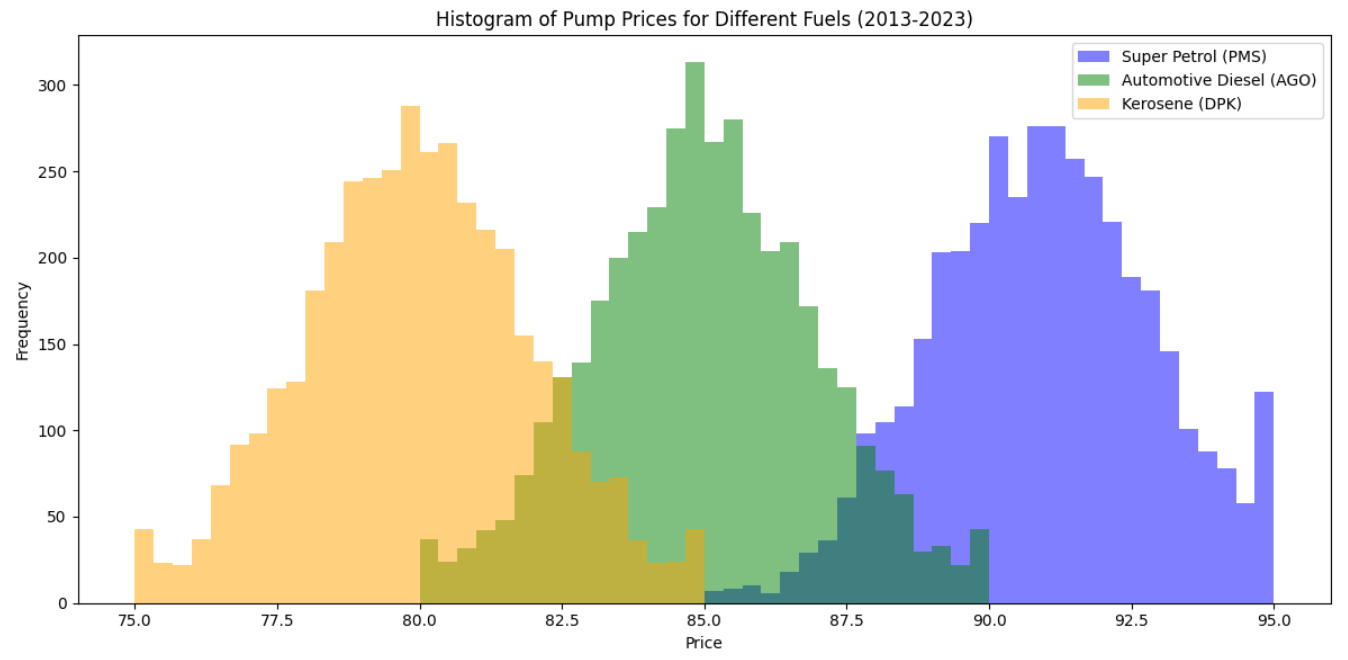 Histogram of Pump Prices for Different Fuels (2013-2023)
Super Petrol (PMS)
Automotive Diesel (AGO)
Kerosene (DPK)
300
250
200
150
100
50
0
Frequency
75.0 77.5 80.0 82.5 85.0 87.5 90.0 92.5 95.0
Price